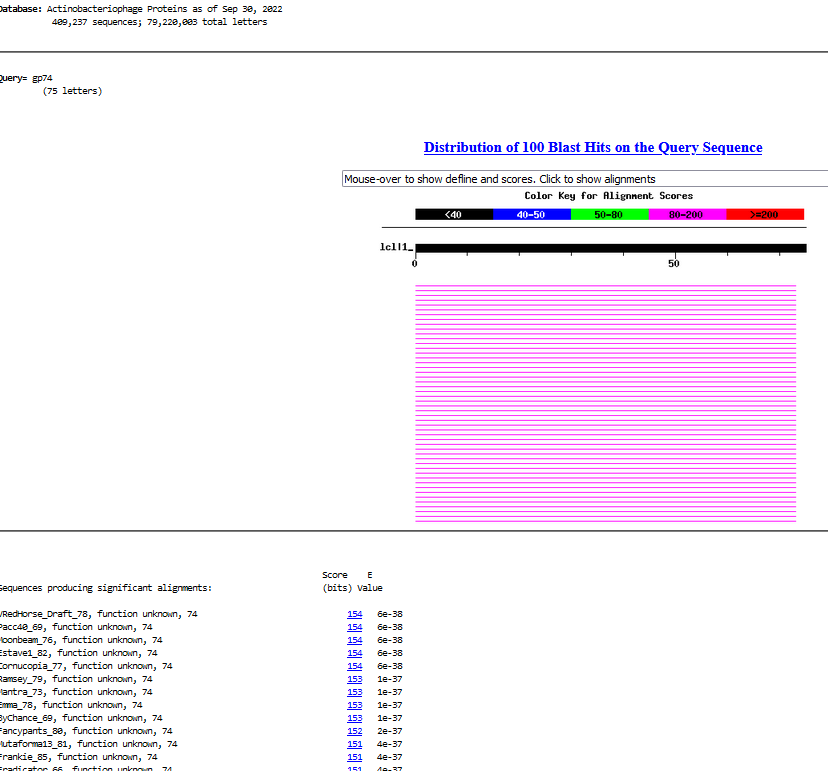 Database: Actinobacteriophage Proteins as of Sep 30, 2022
409,237 sequences; 79,220,003 total letters
Query= gp74
(75 letters)
Distribution of 100 Blast Hits on the Query Sequence
Mouse-over to show defline and scores. Click to show alignments
Color Key for Alignment Scores
<40 40-50 50-80 80-200 >=200
lcl|1_
0 50
Score E
Sequences producing significant alignments: (bits) Value
VRedHorse_Draft_78, function unknown, 74 154 6e-38
Pacc40_69, function unknown, 74 154 6e-38
Moonbeam_76, function unknown, 74 154 6e-38
Estave1_82, function unknown, 74 154 6e-38
Cornucopia_77, function unknown, 74 154 6e-38
Ramsey_79, function unknown, 74 153 1e-37
Mantra_73, function unknown, 74 153 1e-37
Emma_78, function unknown, 74 153 1e-37
ByChance_69, function unknown, 74 153 1e-37
Fancypants_80, function unknown, 74 152 2e-37
Mutaforma13_81, function unknown, 74 151 4e-37
Frankie_85, function unknown, 74 151 4e-37
Eradicator_66, function unknown, 74 151 4e-37